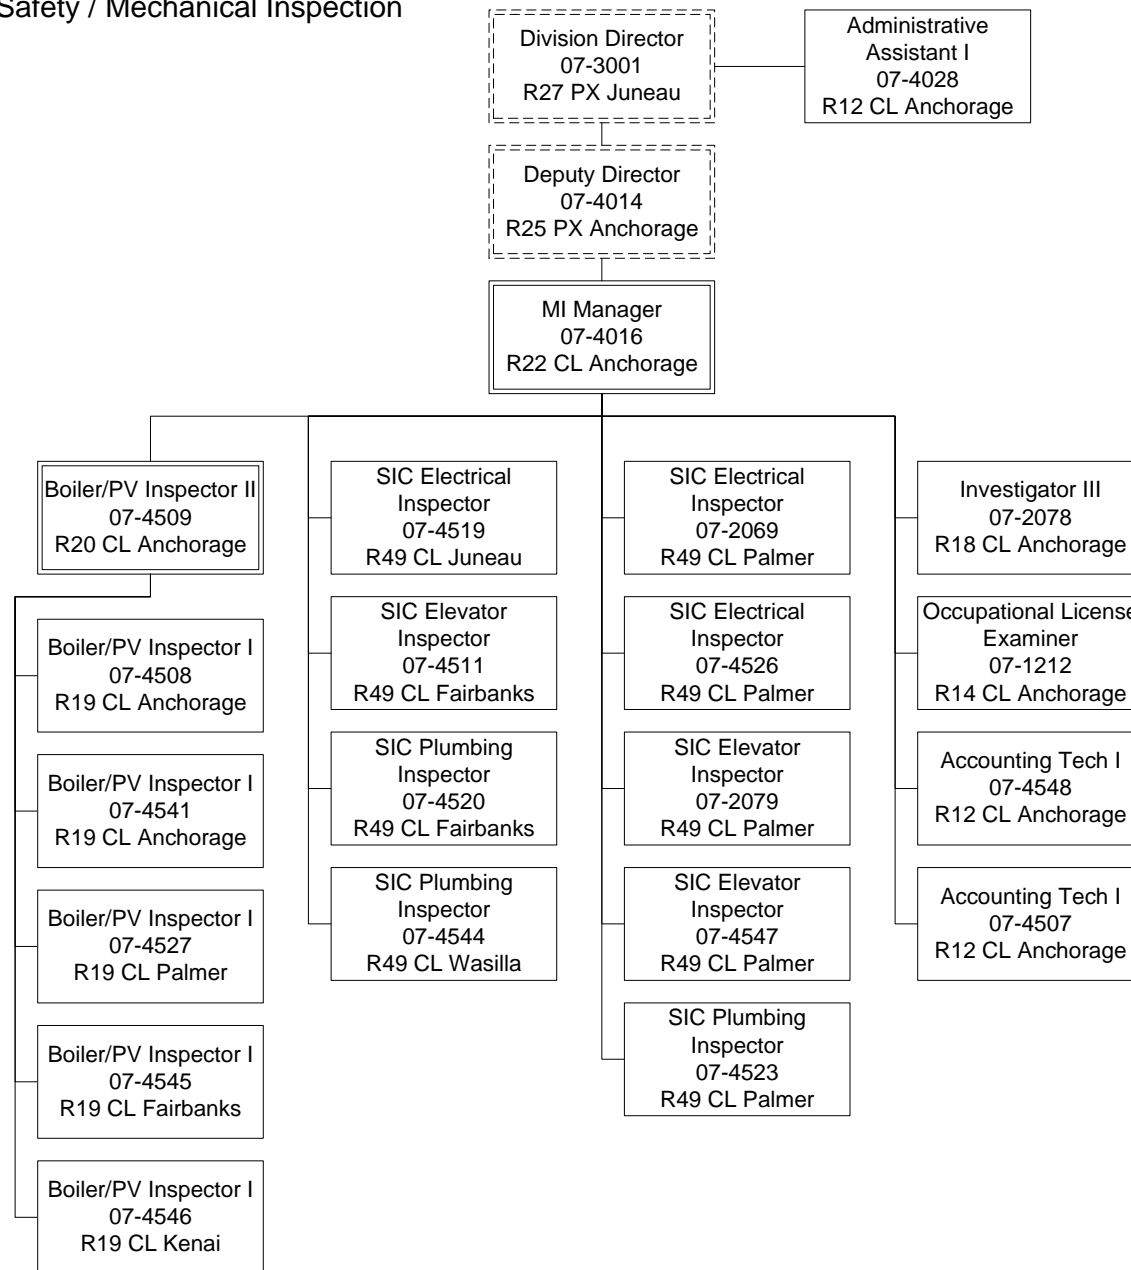 Safety / Mechanical Inspection
Division Director
07-3001
R27 PX Juneau
Administrative
Assistant I
07-4028
R12 CL Anchorage
Deputy Director
07-4014
R25 PX Anchorage
MI Manager
07-4016
R22 CL Anchorage
Boiler/PV Inspector II
07-4509
R20 CL Anchorage
Boiler/PV Inspector I
07-4508
R19 CL Anchorage
Boiler/PV Inspector I
07-4541
R19 CL Anchorage
Boiler/PV Inspector I
07-4527
R19 CL Palmer
Boiler/PV Inspector I
07-4545
R19 CL Fairbanks
Boiler/PV Inspector I
07-4546
R19 CL Kenai
SIC Electrical
Inspector
07-4519
R49 CL Juneau
SIC Elevator
Inspector
07-4511
R49 CL Fairbanks
SIC Plumbing
Inspector
07-4520
R49 CL Fairbanks
SIC Plumbing
Inspector
07-4544
R49 CL Wasilla
SIC Electrical
Inspector
07-2069
R49 CL Palmer
SIC Electrical
Inspector
07-4526
R49 CL Palmer
SIC Elevator
Inspector
07-2079
R49 CL Palmer
SIC Elevator
Inspector
07-4547
R49 CL Palmer
SIC Plumbing
Inspector
07-4523
R49 CL Palmer
Investigator III
07-2078
R18 CL Anchorage
Occupational License
Examiner
07-1212
R14 CL Anchorage
Accounting Tech I
07-4548
R12 CL Anchorage
Accounting Tech I
07-4507
R12 CL Anchorage